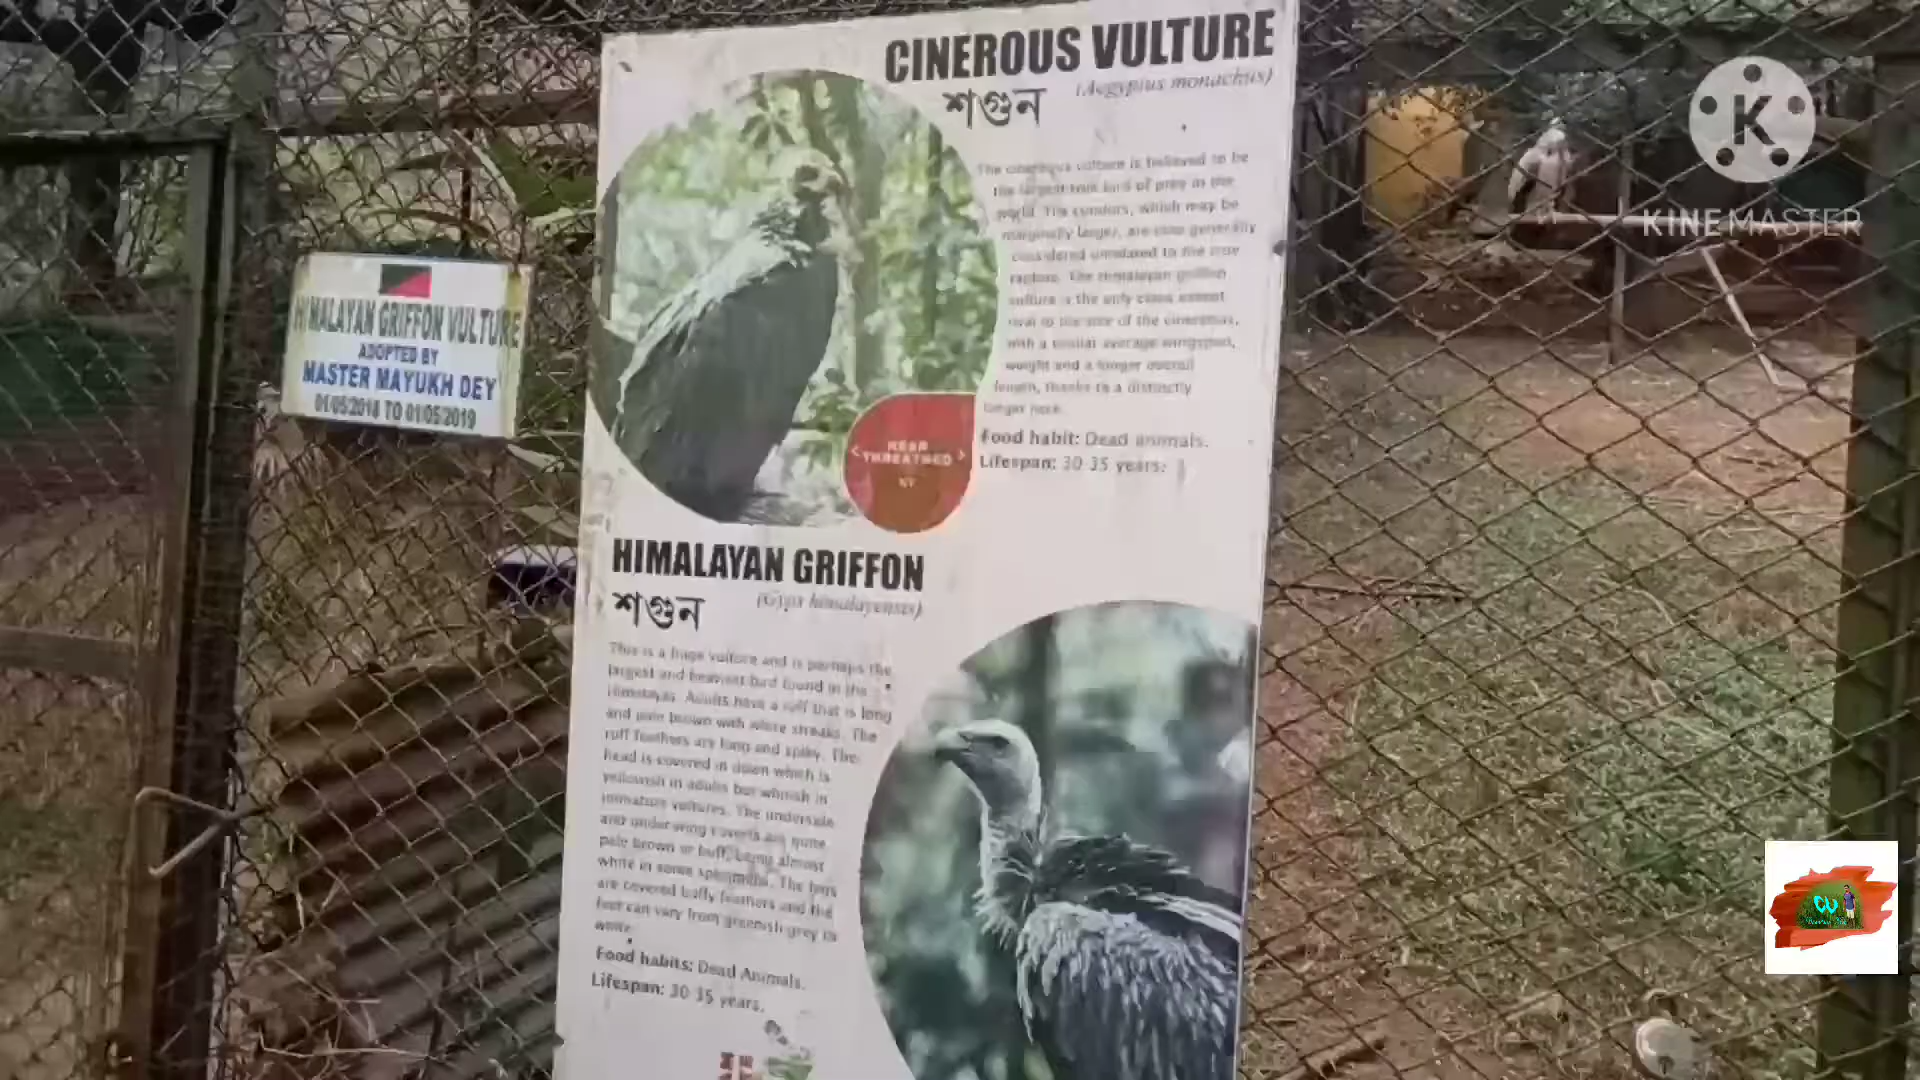 CINEROUS VULTURE
(Aegypius monachus)
শগুন
The cinerous vulture is believed to be
the largest true bird of prey in the
world. The condors, which may be
marginally larger, are now generally
considered unrelated to the true
raptors. The Himalayan griffon
vulture is the only close extant
rival to the size of the cinerous,
with a similar average wingspan,
weight and a longer overall
length, thanks to a distinctly
longer neck.
Food habit: Dead animals.
Lifespan: 30-35 years.
NEAR
THREATNED
NT
HIMALAYAN GRIFFON VULTURE
ADOPTED BY
MASTER MAYUKH DEY
01/05/2018 TO 01/05/2019
HIMALAYAN GRIFFON
শগুন
(Gyps himalayensis)
This is a huge vulture and is perhaps the
largest and heaviest bird found in the
Himalayas. Adults have a ruff that is long
and pale brown with white streaks. The
ruff feathers are long and spiky. The
head is covered in down which is
yellowish in adults but whitish in
immature vultures. The underside
and under wing coverts are quite
pale brown or buff, being almost
white in some specimens. The legs
are covered buffy feathers and the
feet can vary from greenish grey to
white.
Food habits: Dead Animals.
Lifespan: 30-35 years.
K
KINEMASTER